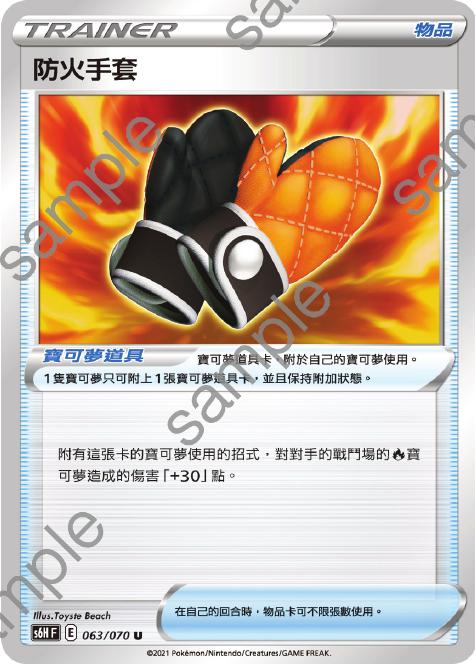 TRAINER
物品
防火手套
寶可夢道具
寶可夢道具卡,附於自己的寶可夢使用。
1隻寶可夢只可附上1張寶可夢道具卡,並且保持附加狀態。
附有這張卡的寶可夢使用的招式,對對手的戰鬥場的寶
可夢造成的傷害「+30」點。
Illus.Toyste Beach
s6H F E 063/070 U
在自己的回合時,物品卡可不限張數使用。
©2021 Pokémon/Nintendo/Creatures/GAME FREAK.
sample
sample
sample
sample
sample
sample